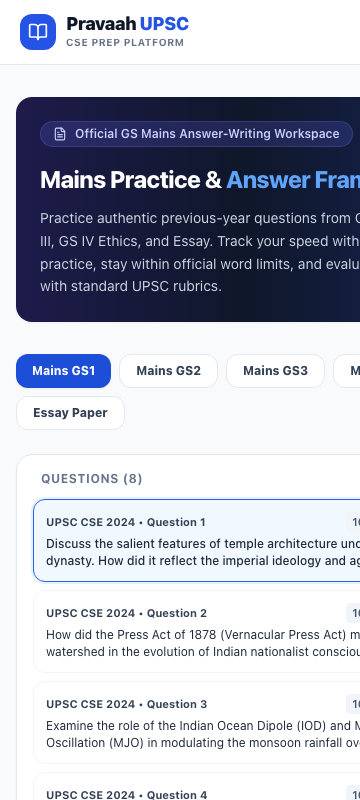 Pravaah UPSC
CSE PREP PLATFORM
Official GS Mains Answer-Writing Workspace
Mains Practice & Answer
Practice authentic previous-year questions from
III, GS IV Ethics, and Essay. Track your speed with
practice, stay within official word limits, and
with standard UPSC rubrics.
Mains GS1
Mains GS2
Mains GS3
Essay Paper
QUESTIONS (8)
UPSC CSE 2024 • Question 1
Discuss the salient features of temple architecture
dynasty. How did it reflect the imperial ideology and
UPSC CSE 2024 • Question 2
How did the Press Act of 1878 (Vernacular Press Act)
watershed in the evolution of Indian nationalist
UPSC CSE 2024 • Question 3
Examine the role of the Indian Ocean Dipole (IOD) and
Oscillation (MJO) in modulating the monsoon rainfall
UPSC CSE 2024 • Question 4